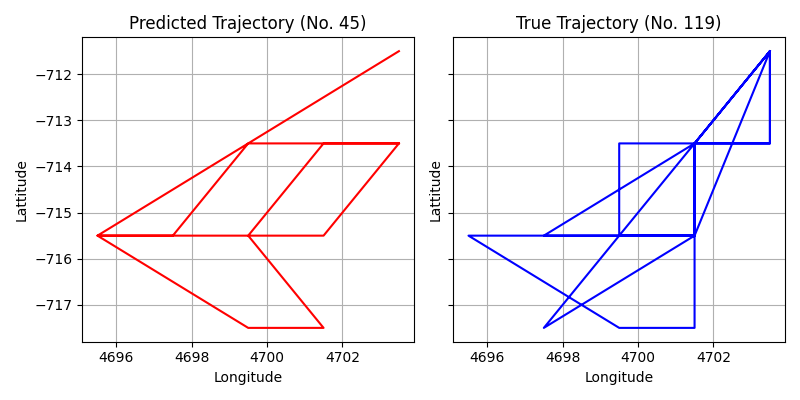 Predicted Trajectory (No. 45)
True Trajectory (No. 119)
Lattitude
−712
−713
−714
−715
−716
−717
4696
4698
4700
4702
Longitude
Lattitude
4696
4698
4700
4702
Longitude